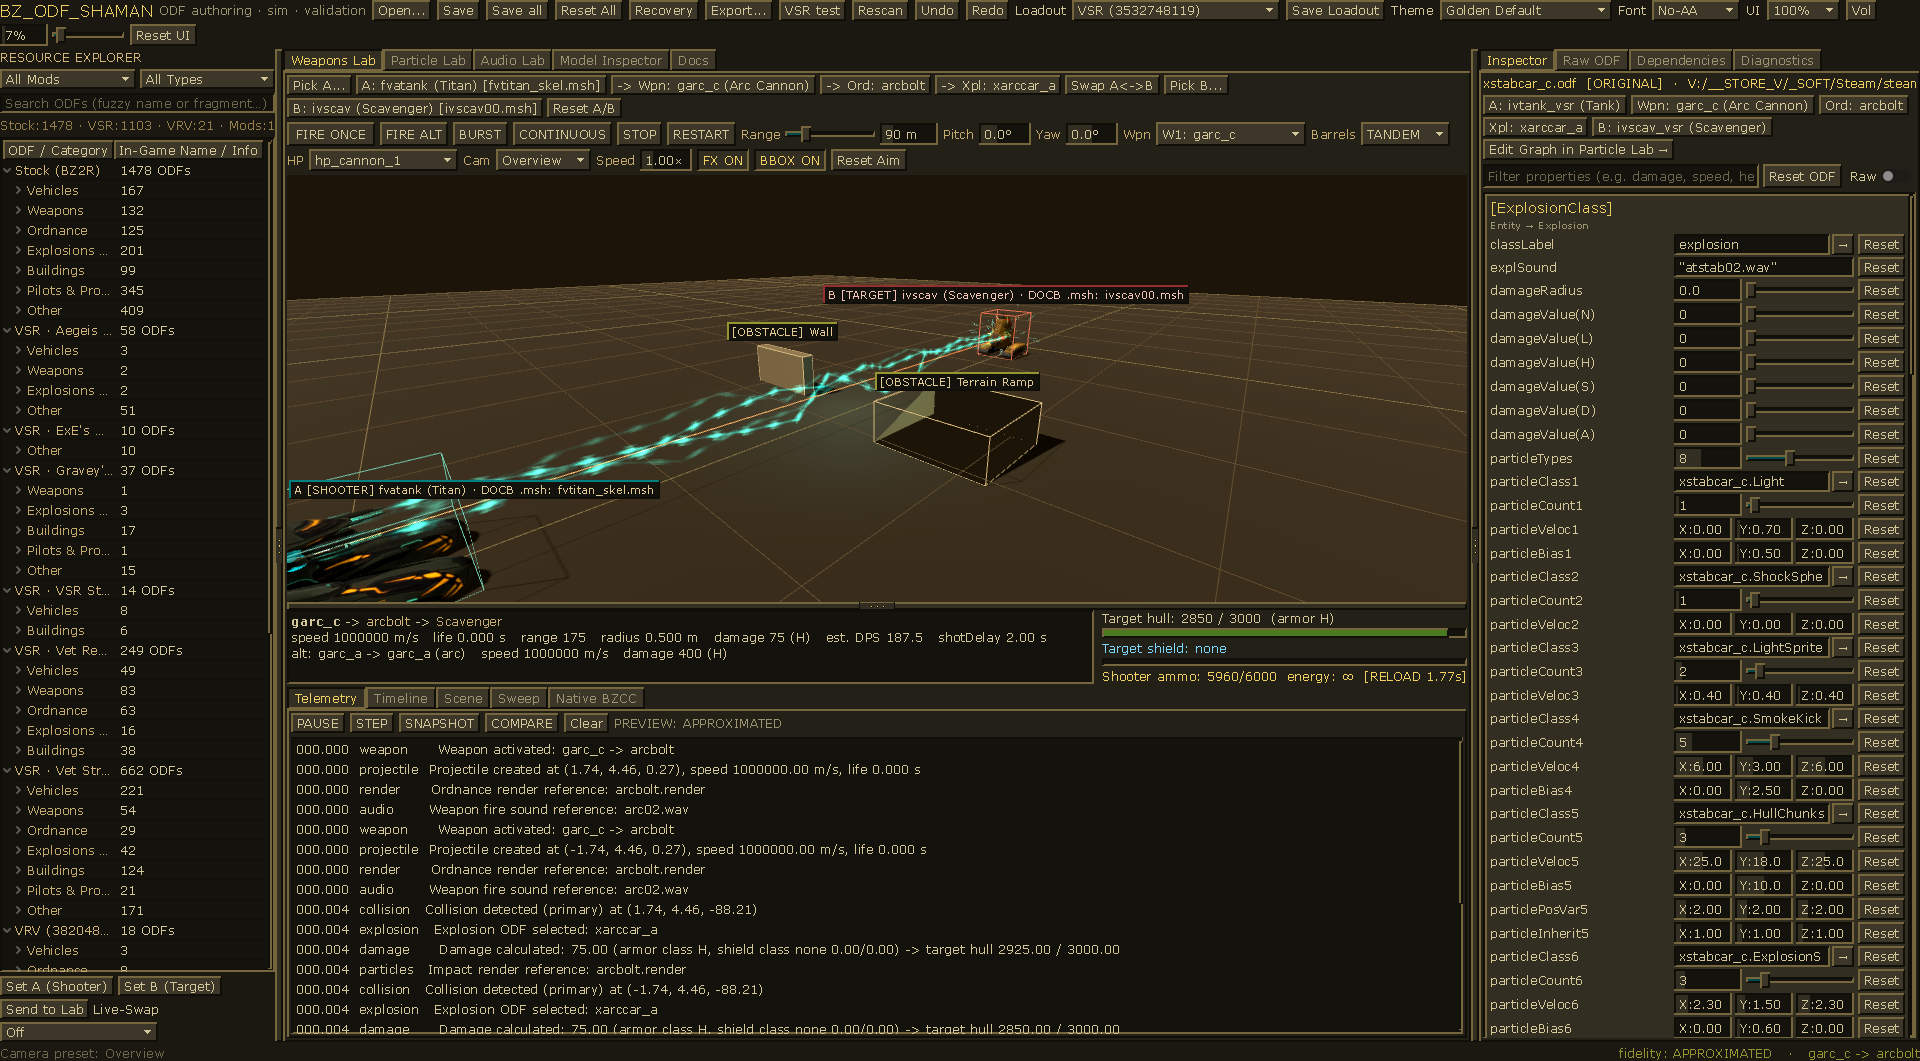 BZ_ODF_SHAMAN ODF authoring · sim · validation Open... Save Save all Reset All Recovery Export... VSR test Rescan Undo Redo Loadout VSR (3532748119) Save Loadout Theme Golden Default Font No-AA UI 100% Vol
7% Reset UI
RESOURCE EXPLORER
All Mods All Types
Search ODFs (fuzzy name or fragment...)
Stock:1478 · VSR:1103 · VRV:21 · Mods:1
ODF / Category In-Game Name / Info
Stock (BZ2R) 1478 ODFs
Vehicles 167
Weapons 132
Ordnance 125
Explosions ... 201
Buildings 99
Pilots & Pro... 345
Other 409
VSR · Aegeis ... 58 ODFs
Vehicles 3
Weapons 2
Explosions ... 2
Other 51
VSR · ExE's ... 10 ODFs
Other 10
VSR · Gravey'... 37 ODFs
Weapons 1
Explosions ... 3
Buildings 17
Pilots & Pro... 1
Other 15
VSR · VSR St... 14 ODFs
Vehicles 8
Buildings 6
VSR · Vet Re... 249 ODFs
Vehicles 49
Weapons 83
Ordnance 63
Explosions ... 16
Buildings 38
VSR · Vet Str... 662 ODFs
Vehicles 221
Weapons 54
Ordnance 29
Explosions ... 42
Buildings 124
Pilots & Pro... 21
Other 171
VRV (382048... 18 ODFs
Vehicles 3
Ordnance 9
Set A (Shooter) Set B (Target)
Send to Lab Live-Swap
Off
Camera preset: Overview
Weapons Lab Particle Lab Audio Lab Model Inspector Docs
Pick A... A: fvatank (Titan) [fvtitan_skel.msh] -> Wpn: garc_c (Arc Cannon) -> Ord: arcbolt -> Xpl: xarccar_a Swap A<->B Pick B...
B: ivscav (Scavenger) [ivscav00.msh] Reset A/B
FIRE ONCE FIRE ALT BURST CONTINUOUS STOP RESTART Range 90 m Pitch 0.0° Yaw 0.0° Wpn W1: garc_c Barrels TANDEM
HP hp_cannon_1 Cam Overview Speed 1.00× FX ON BBOX ON Reset Aim
B [TARGET] ivscav (Scavenger) · DOCB .msh: ivscav00.msh
[OBSTACLE] Wall
[OBSTACLE] Terrain Ramp
A [SHOOTER] fvatank (Titan) · DOCB .msh: fvtitan_skel.msh
garc_c -> arcbolt -> Scavenger
speed 1000000 m/s life 0.000 s range 175 radius 0.500 m damage 75 (H) est. DPS 187.5 shotDelay 2.00 s
alt: garc_a -> garc_a (arc) speed 1000000 m/s damage 400 (H)
Target hull: 2850 / 3000 (armor H)
Target shield: none
Shooter ammo: 5960/6000 energy: ∞ [RELOAD 1.77s]
Telemetry Timeline Scene Sweep Native BZCC
PAUSE STEP SNAPSHOT COMPARE Clear PREVIEW: APPROXIMATED
000.000 weapon Weapon activated: garc_c -> arcbolt
000.000 projectile Projectile created at (1.74, 4.46, 0.27), speed 1000000.00 m/s, life 0.000 s
000.000 render Ordnance render reference: arcbolt.render
000.000 audio Weapon fire sound reference: arc02.wav
000.000 weapon Weapon activated: garc_c -> arcbolt
000.000 projectile Projectile created at (-1.74, 4.46, 0.27), speed 1000000.00 m/s, life 0.000 s
000.000 render Ordnance render reference: arcbolt.render
000.000 audio Weapon fire sound reference: arc02.wav
000.004 collision Collision detected (primary) at (1.74, 4.46, -88.21)
000.004 explosion Explosion ODF selected: xarccar_a
000.004 damage Damage calculated: 75.00 (armor class H, shield class none 0.00/0.00) -> target hull 2925.00 / 3000.00
000.004 particles Impact render reference: arcbolt.render
000.004 collision Collision detected (primary) at (-1.74, 4.46, -88.21)
000.004 explosion Explosion ODF selected: xarccar_a
000.004 damage Damage calculated: 75.00 (armor class H, shield class none 0.00/0.00) -> target hull 2850.00 / 3000.00
Inspector Raw ODF Dependencies Diagnostics
xstabcar_c.odf [ORIGINAL] · V:/__STORE_V/_SOFT/Steam/stean
A: ivtank_vsr (Tank) Wpn: garc_c (Arc Cannon) Ord: arcbolt
Xpl: xarccar_a B: ivscav_vsr (Scavenger)
Edit Graph in Particle Lab →
Filter properties (e.g. damage, speed, he Reset ODF Raw
[ExplosionClass]
Entity → Explosion
classLabel explosion → Reset
explSound "atstab02.wav" Reset
damageRadius 0.0 Reset
damageValue(N) 0 Reset
damageValue(L) 0 Reset
damageValue(H) 0 Reset
damageValue(S) 0 Reset
damageValue(D) 0 Reset
damageValue(A) 0 Reset
particleTypes 8 Reset
particleClass1 xstabcar_c.Light → Reset
particleCount1 1 Reset
particleVeloc1 X:0.00 Y:0.70 Z:0.00 Reset
particleBias1 X:0.00 Y:0.50 Z:0.00 Reset
particleClass2 xstabcar_c.ShockSphe → Reset
particleCount2 1 Reset
particleVeloc2 X:0.00 Y:0.00 Z:0.00 Reset
particleClass3 xstabcar_c.LightSprite → Reset
particleCount3 2 Reset
particleVeloc3 X:0.40 Y:0.40 Z:0.40 Reset
particleClass4 xstabcar_c.SmokeKick → Reset
particleCount4 5 Reset
particleVeloc4 X:6.00 Y:3.00 Z:6.00 Reset
particleBias4 X:0.00 Y:2.50 Z:0.00 Reset
particleClass5 xstabcar_c.HullChunks → Reset
particleCount5 3 Reset
particleVeloc5 X:25.0 Y:18.0 Z:25.0 Reset
particleBias5 X:0.00 Y:10.0 Z:0.00 Reset
particlePosVar5 X:2.00 Y:2.00 Z:2.00 Reset
particleInherit5 X:1.00 Y:1.00 Z:1.00 Reset
particleClass6 xstabcar_c.ExplosionS → Reset
particleCount6 3 Reset
particleVeloc6 X:2.30 Y:1.50 Z:2.30 Reset
particleBias6 X:0.00 Y:0.60 Z:0.00 Reset
fidelity: APPROXIMATED · garc_c -> arcbolt